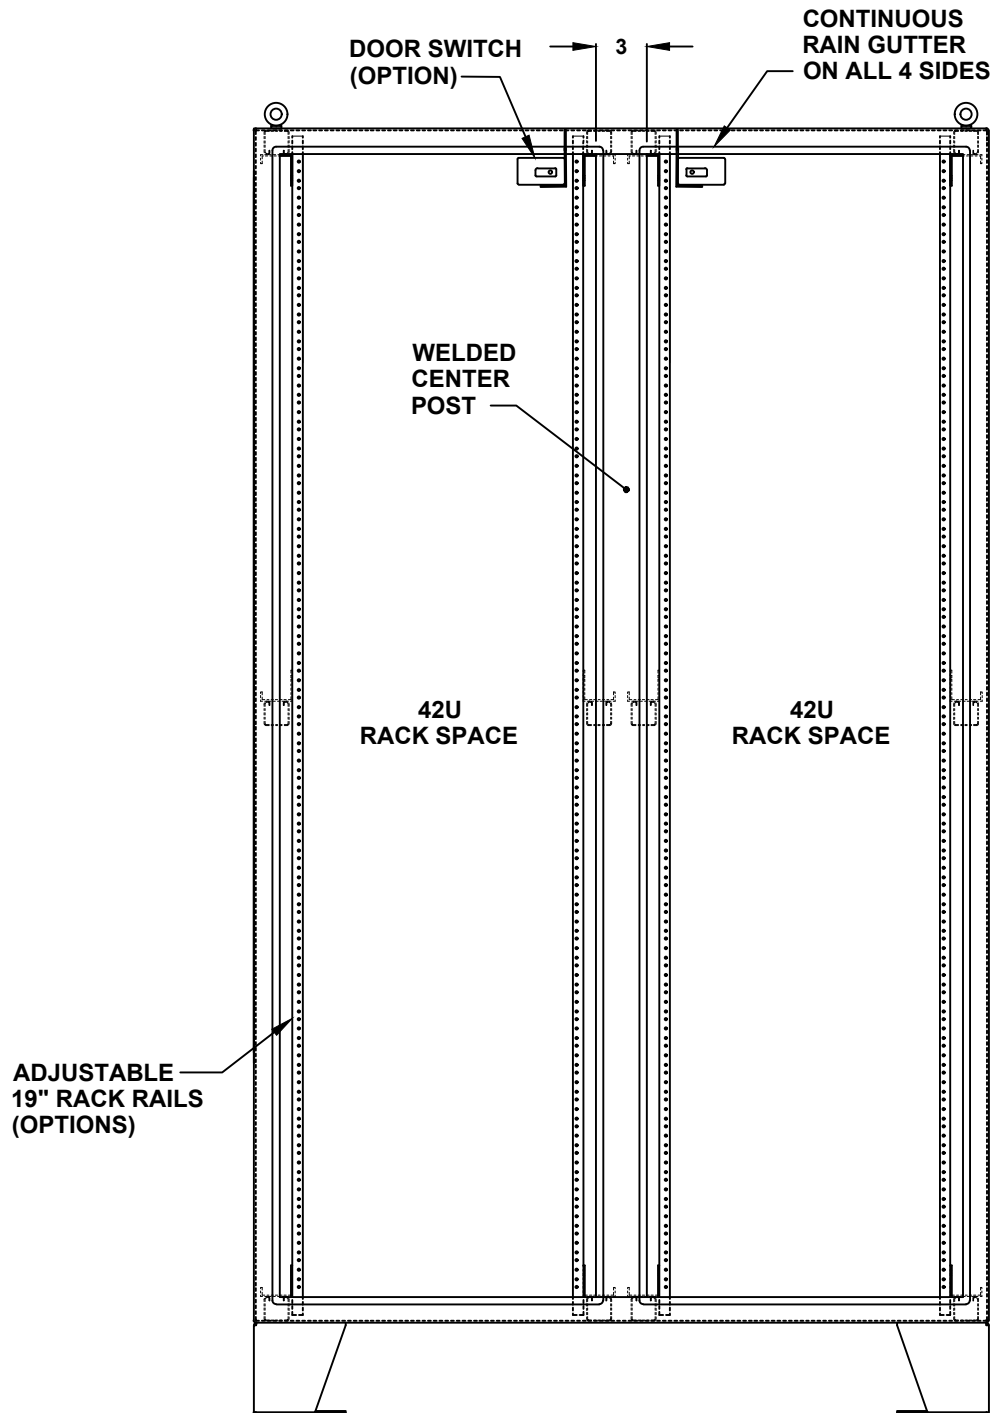 DOOR SWITCH
(OPTION)
3
CONTINUOUS
RAIN GUTTER
ON ALL 4 SIDES
WELDED
CENTER
POST
42U
RACK SPACE
42U
RACK SPACE
ADJUSTABLE
19" RACK RAILS
(OPTIONS)